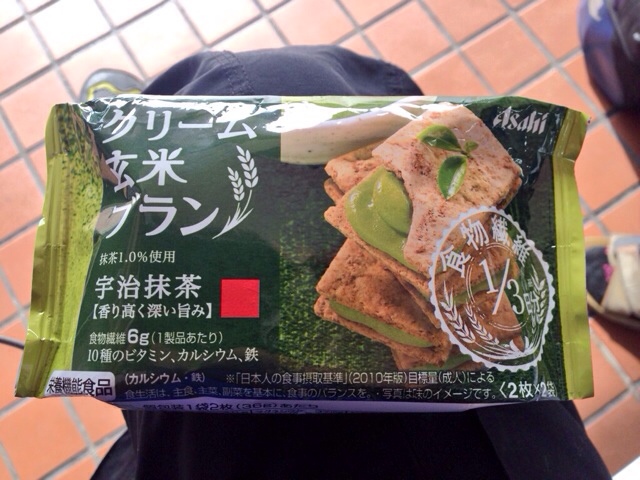 Asahi
クリーム
玄米
ブラン
抹茶1.0%使用
宇治抹茶
【香り高く深い旨み】
食物繊維6g(1製品あたり)
10種のビタミン、カルシウム、鉄
食物繊維
1/3日分
栄養機能食品
(カルシウム・鉄)
※「日本人の食事摂取基準」(2010年版)目標量(成人)による
食生活は、主食、主菜、副菜を基本に、食事のバランスを。・写真は味のイメージです。
<2枚×2袋>